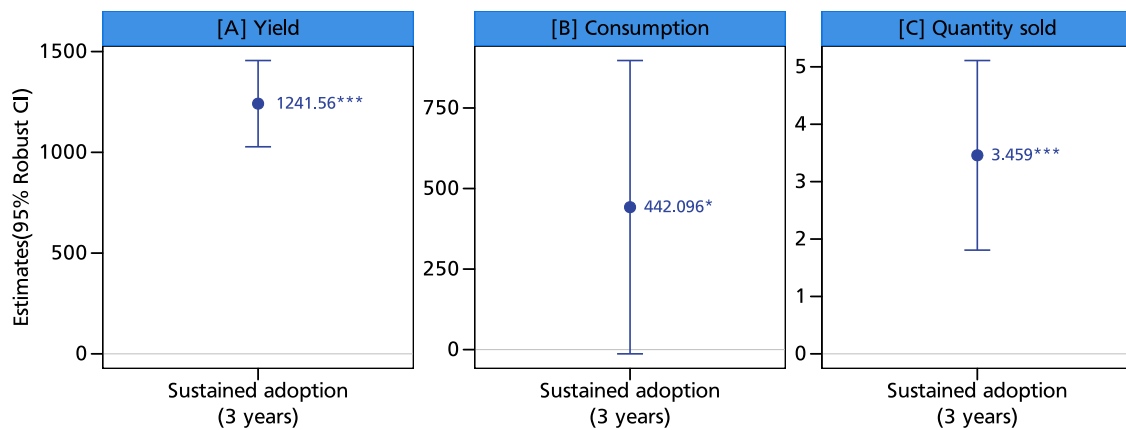 [A] Yield
[B] Consumption
[C] Quantity sold
Estimates(95% Robust CI)
1500
1000
500
0
1241.56***
Sustained adoption
(3 years)
750
500
250
0
442.096*
Sustained adoption
(3 years)
5
4
3
2
1
0
3.459***
Sustained adoption
(3 years)